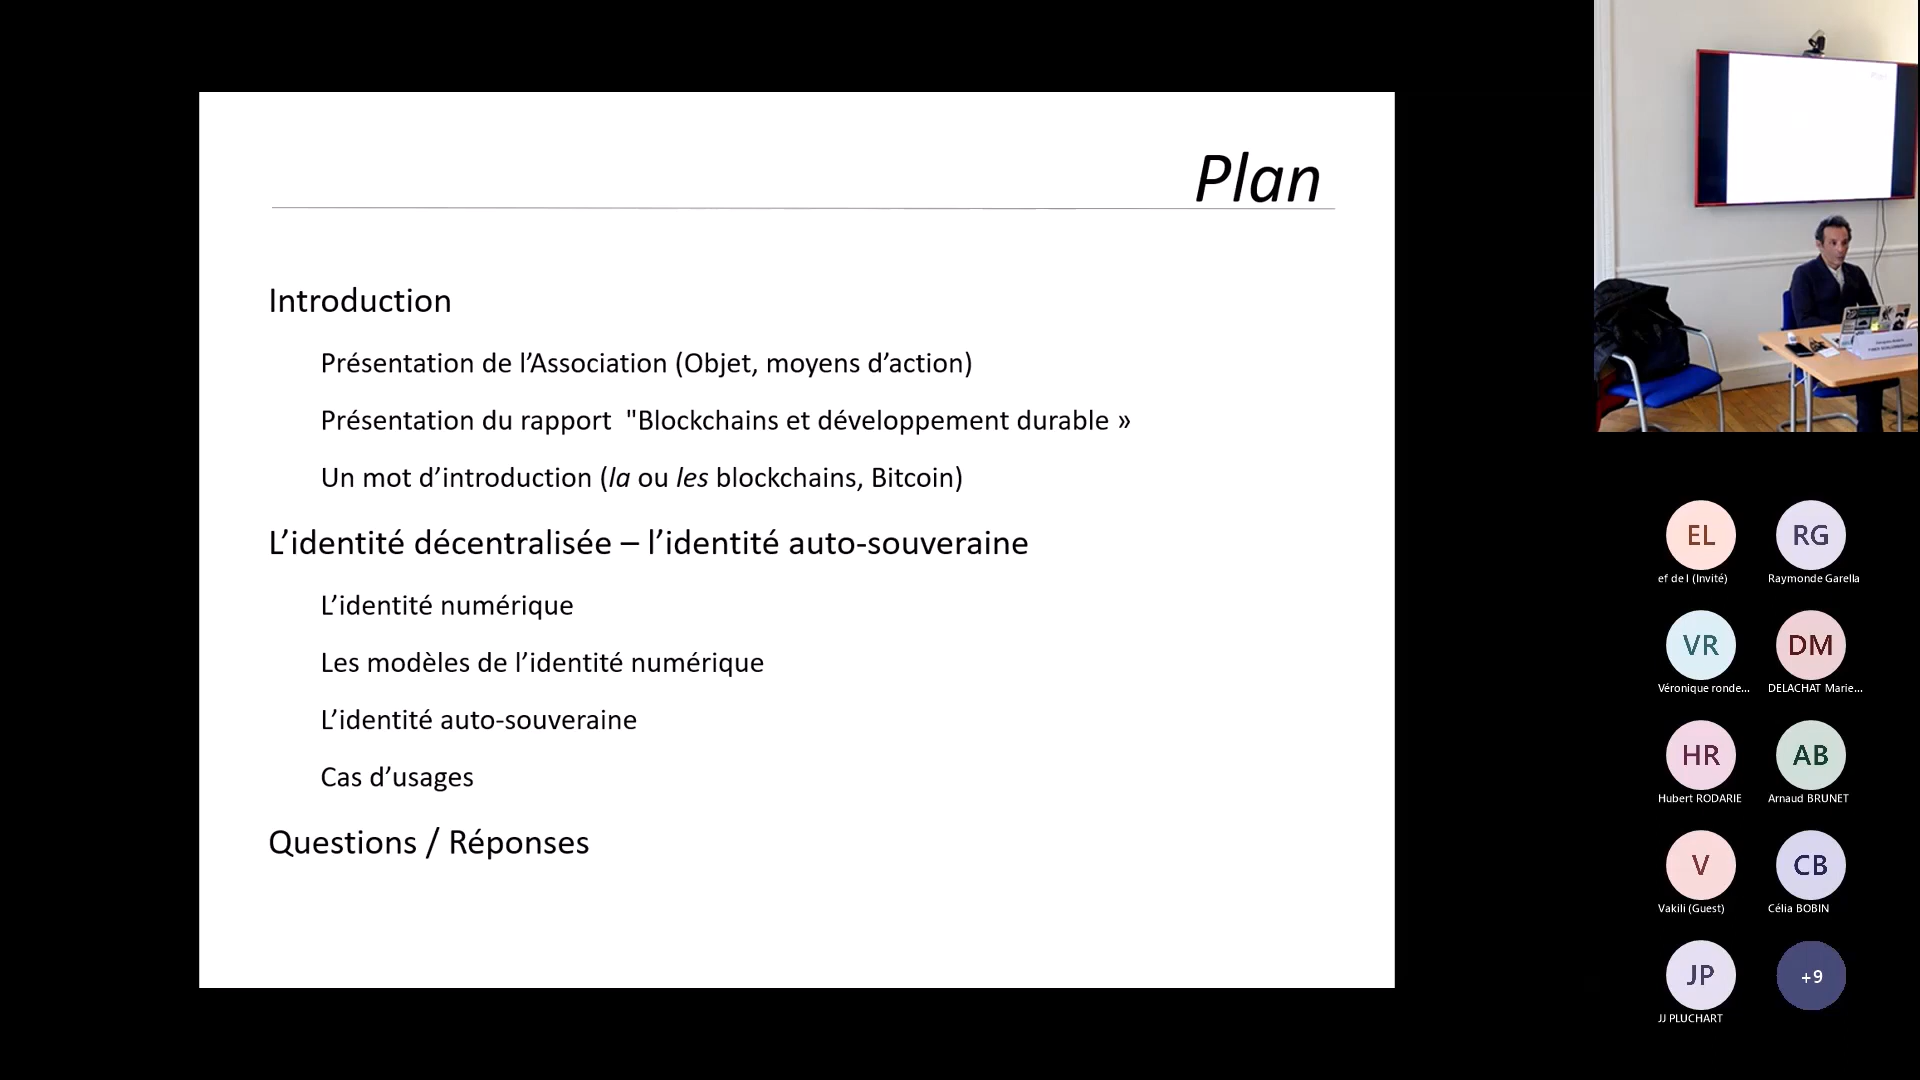 Plan
Introduction
Présentation de l’Association (Objet, moyens d’action)
Présentation du rapport "Blockchains et développement durable »
Un mot d’introduction (la ou les blockchains, Bitcoin)
L’identité décentralisée – l’identité auto-souveraine
L’identité numérique
Les modèles de l’identité numérique
L’identité auto-souveraine
Cas d’usages
Questions / Réponses
EL
ef de l (Invité)
RG
Raymonde Garella
VR
Véronique ronde...
DM
DELACHAT Marie...
HR
Hubert RODARIE
AB
Arnaud BRUNET
V
Vakili (Guest)
CB
Célia BOBIN
JP
JJ PLUCHART
+9